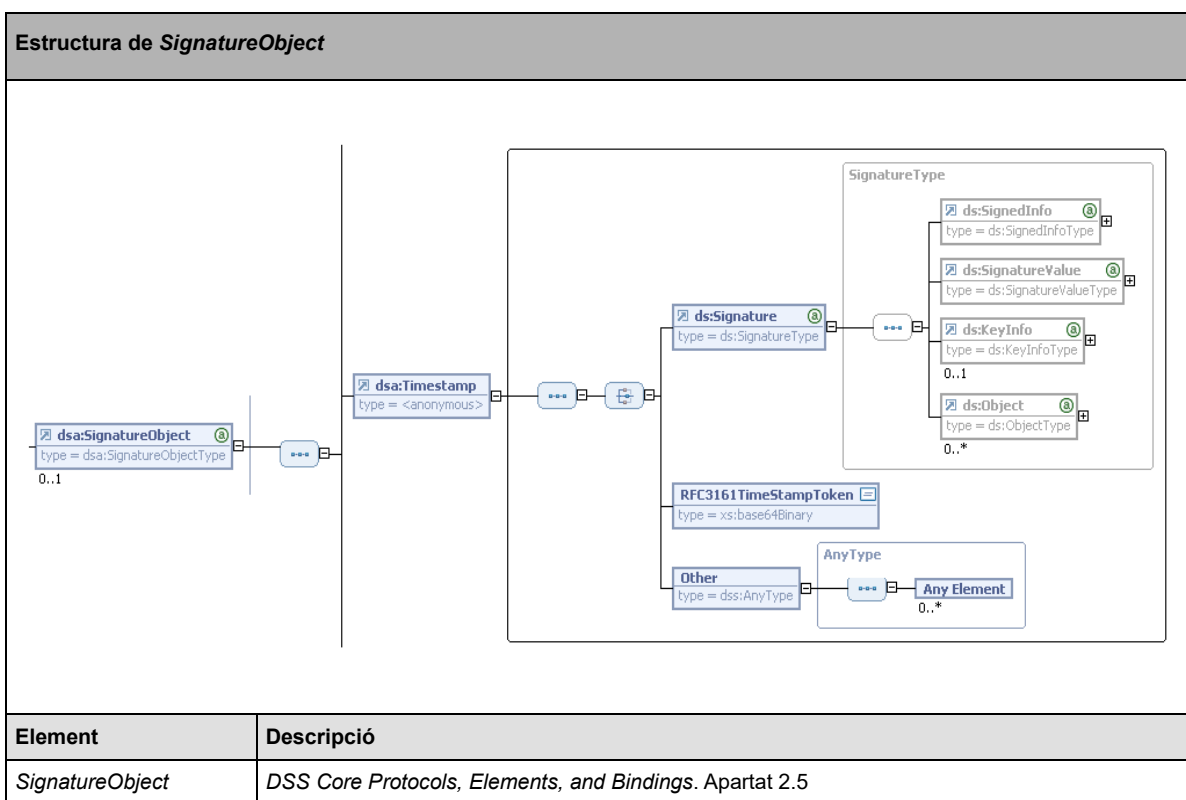 Estructura de SignatureObject
SignatureType
ds:SignedInfo
type = ds:SignedInfoType
ds:SignatureValue
type = ds:SignatureValueType
ds:Signature
type = ds:SignatureType
ds:KeyInfo
type = ds:KeyInfoType
0..1
dsa:Timestamp
type = <anonymous>
ds:Object
type = ds:ObjectType
0..*
dsa:SignatureObject
type = dsa:SignatureObjectType
0..1
RFC3161TimeStampToken
type = xs:base64Binary
AnyType
Other
type = dss:AnyType
Any Element
0..*
Element Descripció
SignatureObject DSS Core Protocols, Elements, and Bindings. Apartat 2.5